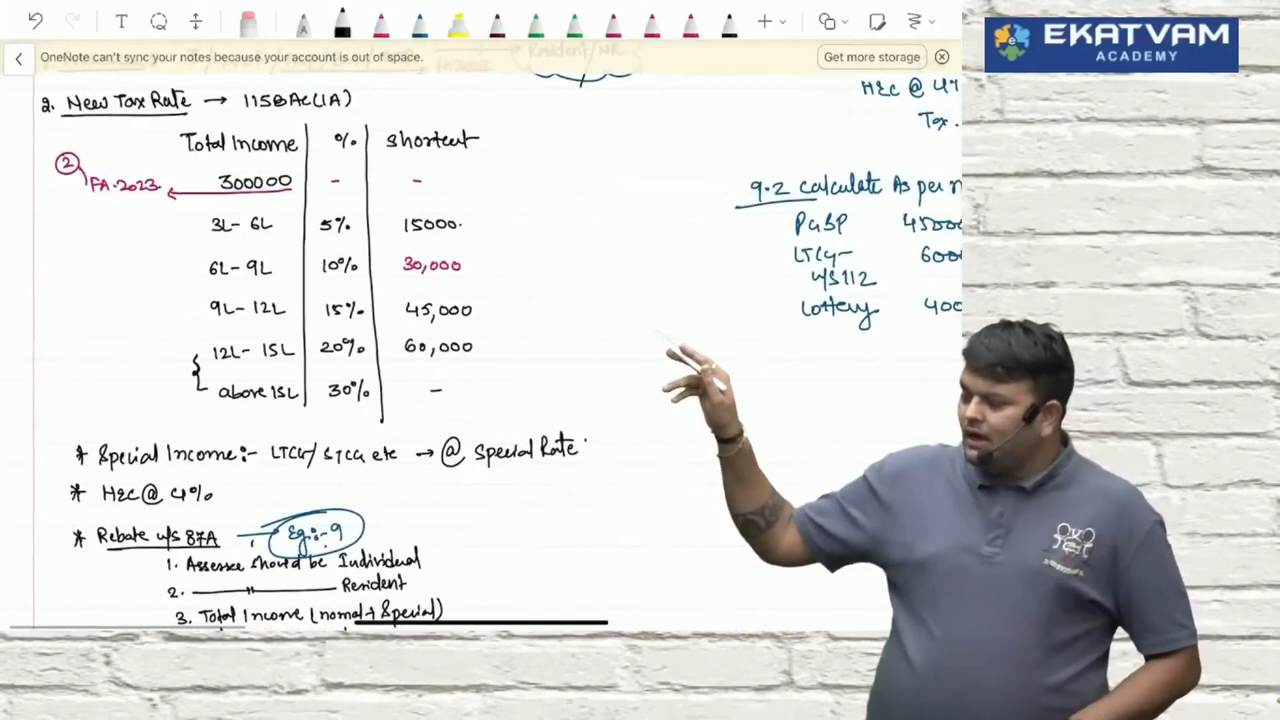 EKATVAM
ACADEMY
OneNote can't sync your notes because your account is out of space.
Get more storage
2. New Tax Rate → 115BAC(1A)
Total Income % Shortcut
② FA.2023 ← 300000 - -
3L- 6L 5% 15000.
6L- 9L 10% 30,000
9L- 12L 15% 45,000
12L- 15L 20% 60,000
above 15L 30% -
* Special Income:- LTCG/STCG etc → @ Special Rate
* H&C @ 4%
* Rebate u/s 87A → Eg:- 9
1. Assessee should be Individual
2. ——〃—— Resident
3. Total Income (normal + Special)
H&C @ 4%
Tax.
9.2 Calculate As per n
PGBP 45000
LTCG- 6000
u/s 112
Lottery 400